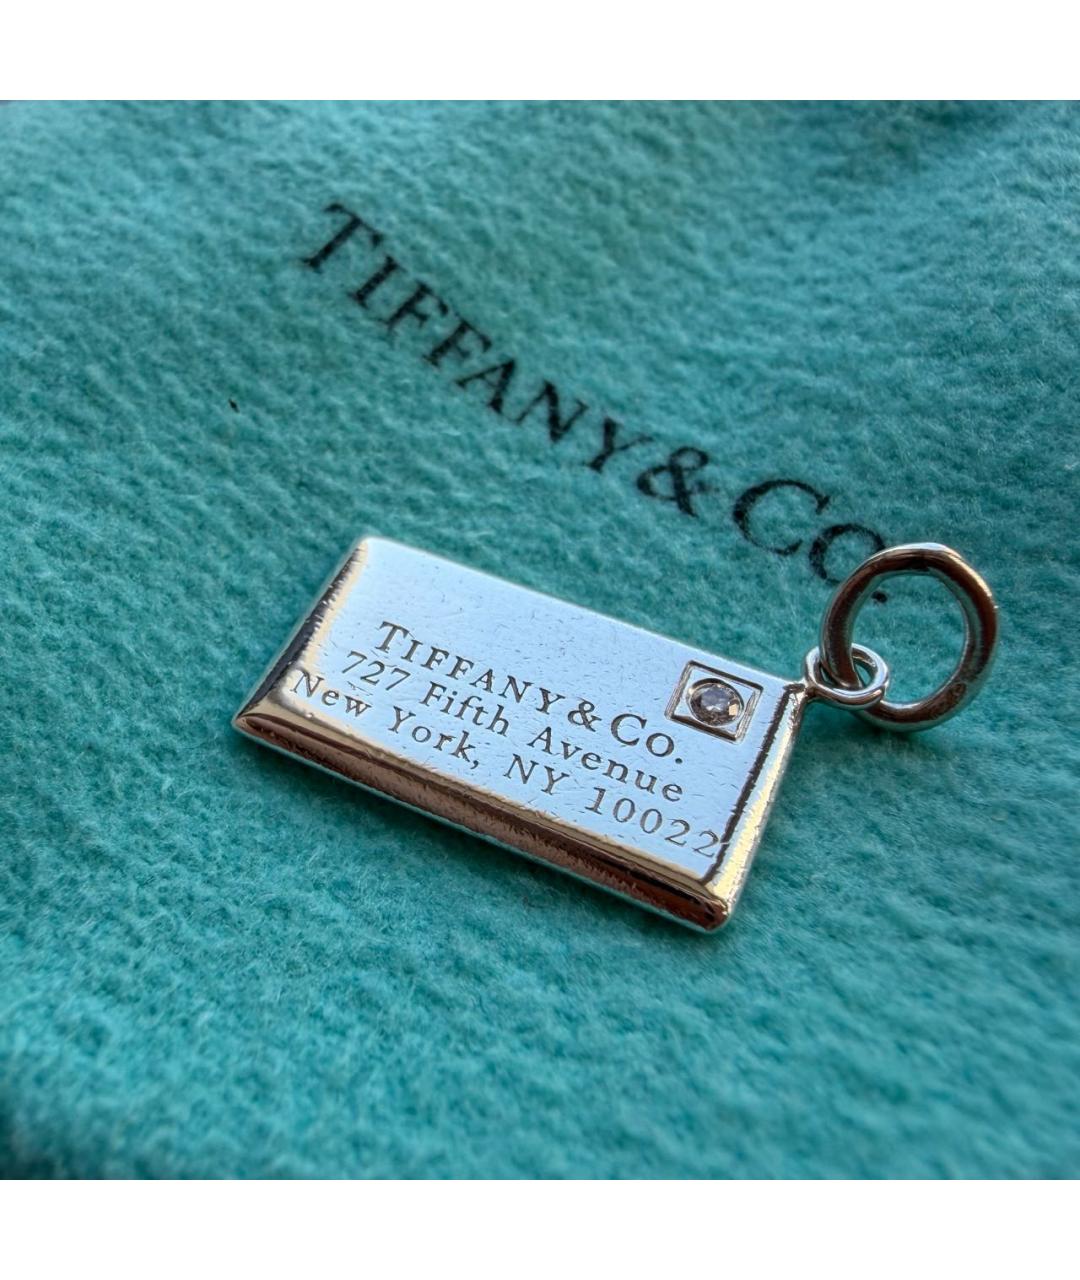 TIFFANY & CO.
TIFFANY & CO.
727 Fifth Avenue
New York, NY 10022